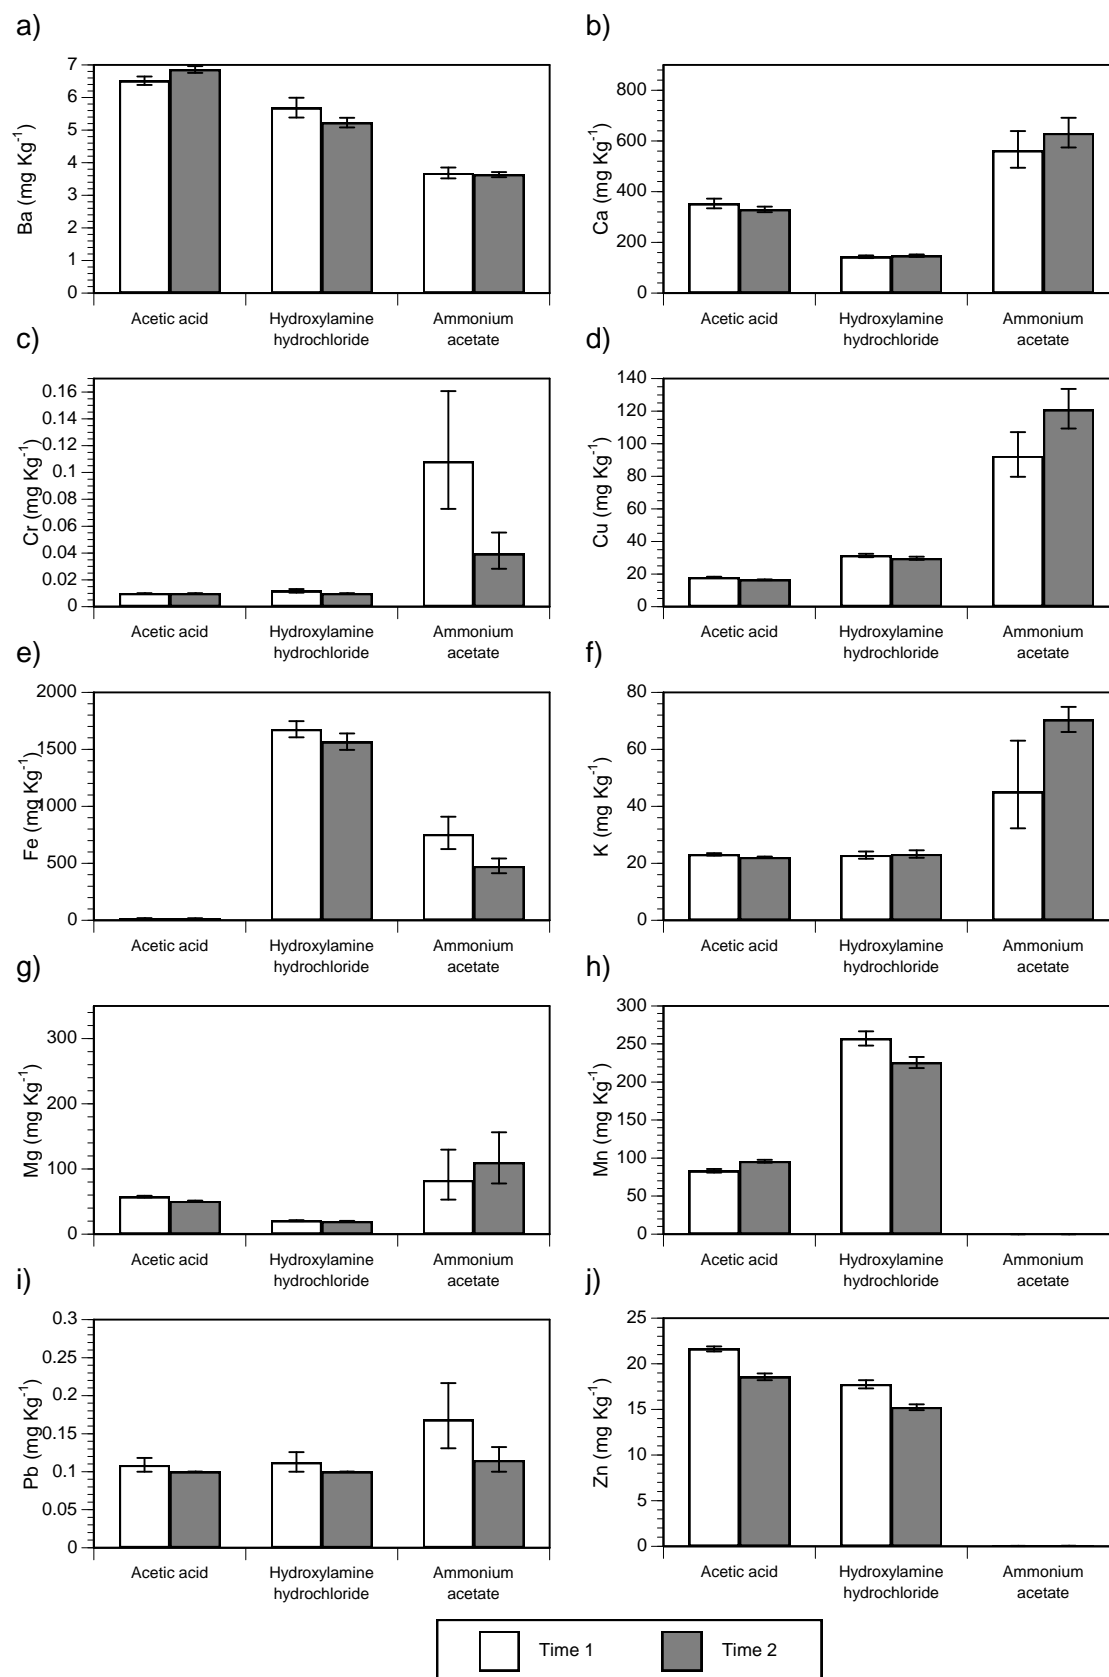 a)
Ba (mg Kg-1)
7
6
5
4
3
2
1
0
Acetic acid
Hydroxylamine
hydrochloride
Ammonium
acetate
b)
Ca (mg Kg-1)
800
600
400
200
0
Acetic acid
Hydroxylamine
hydrochloride
Ammonium
acetate
c)
Cr (mg Kg-1)
0.16
0.14
0.12
0.1
0.08
0.06
0.04
0.02
0
Acetic acid
Hydroxylamine
hydrochloride
Ammonium
acetate
d)
Cu (mg Kg-1)
140
120
100
80
60
40
20
0
Acetic acid
Hydroxylamine
hydrochloride
Ammonium
acetate
e)
Fe (mg Kg-1)
2000
1500
1000
500
0
Acetic acid
Hydroxylamine
hydrochloride
Ammonium
acetate
f)
K (mg Kg-1)
80
60
40
20
0
Acetic acid
Hydroxylamine
hydrochloride
Ammonium
acetate
g)
Mg (mg Kg-1)
300
200
100
0
Acetic acid
Hydroxylamine
hydrochloride
Ammonium
acetate
h)
Mn (mg Kg-1)
300
250
200
150
100
50
0
Acetic acid
Hydroxylamine
hydrochloride
Ammonium
acetate
i)
Pb (mg Kg-1)
0.3
0.25
0.2
0.15
0.1
0.05
0
Acetic acid
Hydroxylamine
hydrochloride
Ammonium
acetate
j)
Zn (mg Kg-1)
25
20
15
10
5
0
Acetic acid
Hydroxylamine
hydrochloride
Ammonium
acetate
Time 1
Time 2